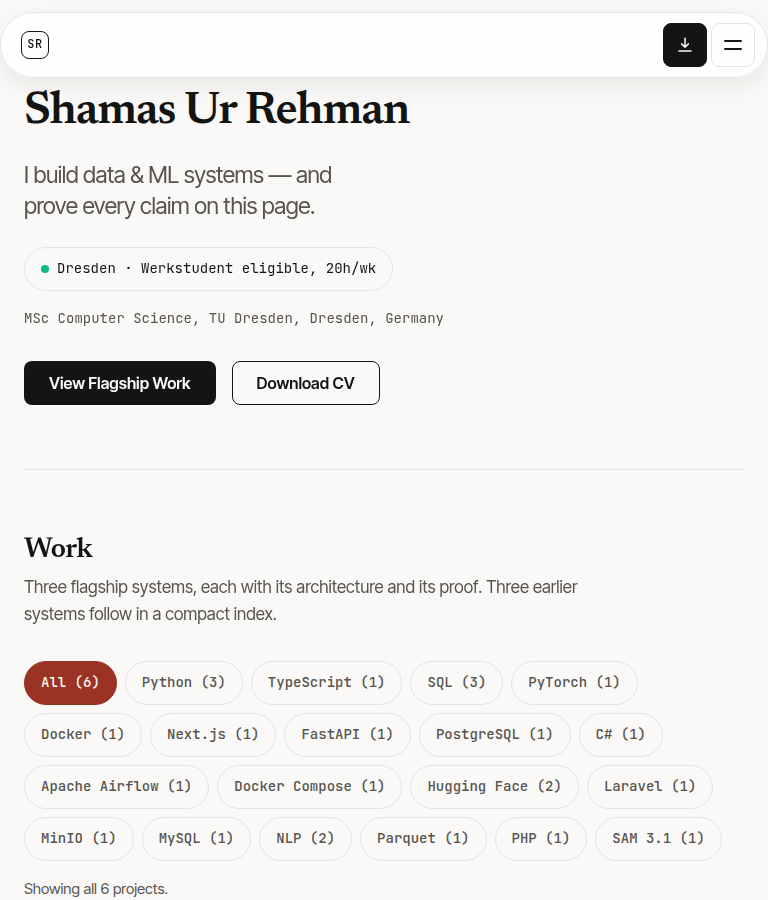 SR
Shamas Ur Rehman
I build data & ML systems — and
prove every claim on this page.
Dresden · Werkstudent eligible, 20h/wk
MSc Computer Science, TU Dresden, Dresden, Germany
View Flagship Work Download CV
Work
Three flagship systems, each with its architecture and its proof. Three earlier
systems follow in a compact index.
All (6) Python (3) TypeScript (1) SQL (3) PyTorch (1)
Docker (1) Next.js (1) FastAPI (1) PostgreSQL (1) C# (1)
Apache Airflow (1) Docker Compose (1) Hugging Face (2) Laravel (1)
MinIO (1) MySQL (1) NLP (2) Parquet (1) PHP (1) SAM 3.1 (1)
Showing all 6 projects.